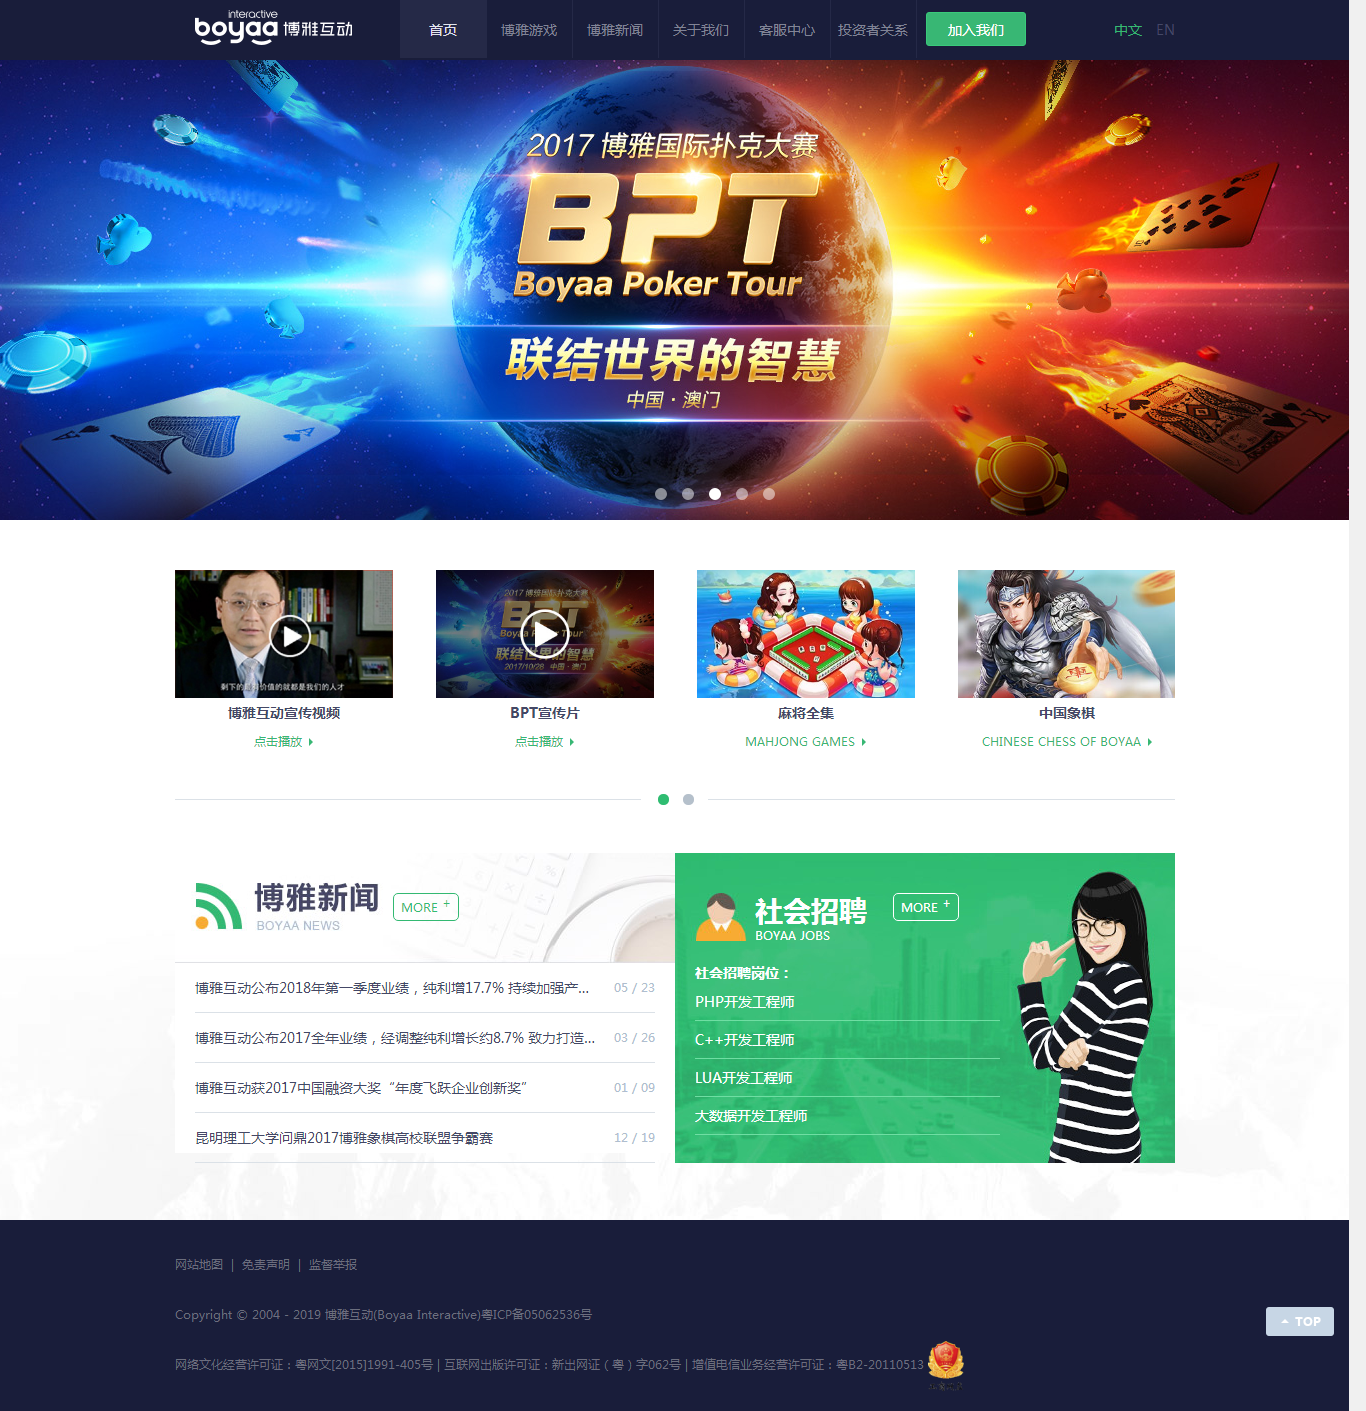 interactive
boyaa 博雅互动
首页 博雅游戏 博雅新闻 关于我们 客服中心 投资者关系 加入我们 中文 EN
2017 博雅国际扑克大赛
BPT
Boyaa Poker Tour
联结世界的智慧
中国·澳门
剩下的最有价值的就都是我们的人才
2017 博雅国际扑克大赛
BPT
Boyaa Poker Tour
联结世界的智慧
2017/10/28 中国·澳门
博雅互动宣传视频 BPT宣传片 麻将全集 中国象棋
点击播放 点击播放 MAHJONG GAMES CHINESE CHESS OF BOYAA
博雅新闻 MORE +
BOYAA NEWS
博雅互动公布2018年第一季度业绩，纯利增17.7% 持续加强产... 05 / 23
博雅互动公布2017全年业绩，经调整纯利增长约8.7% 致力打造... 03 / 26
博雅互动获2017中国融资大奖“年度飞跃企业创新奖” 01 / 09
昆明理工大学问鼎2017博雅象棋高校联盟争霸赛 12 / 19
社会招聘 MORE +
BOYAA JOBS
社会招聘岗位：
PHP开发工程师
C++开发工程师
LUA开发工程师
大数据开发工程师
网站地图 | 免责声明 | 监督举报
Copyright © 2004 - 2019 博雅互动(Boyaa Interactive)粤ICP备05062536号
TOP
网络文化经营许可证：粤网文[2015]1991-405号 | 互联网出版许可证：新出网证（粤）字062号 | 增值电信业务经营许可证：粤B2-20110513